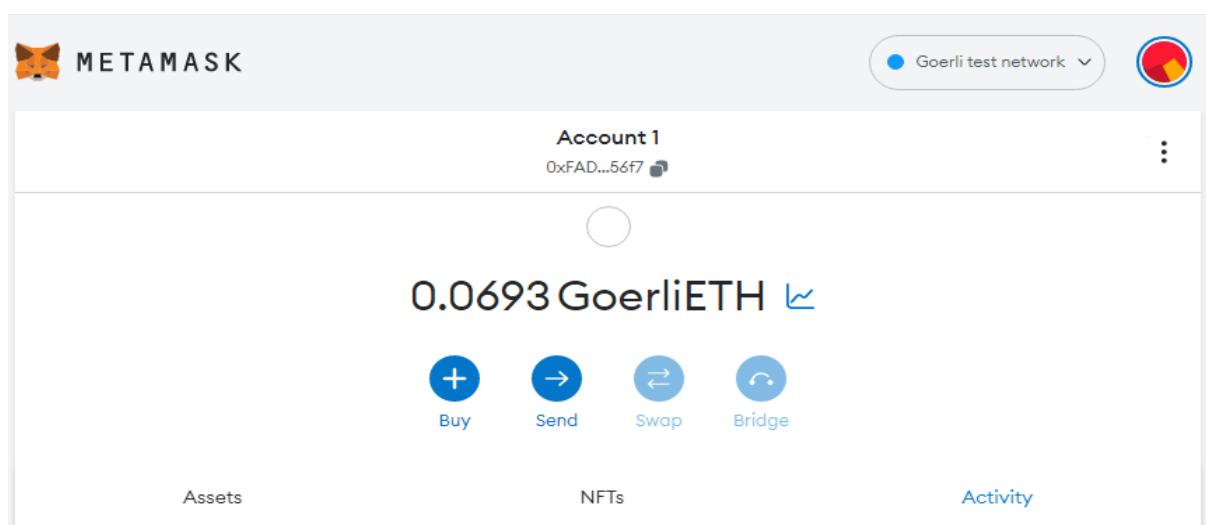 METAMASK
Goerli test network
Account 1
0xFAD...56f7
0.0693 GoerliETH
Buy Send Swap Bridge
Assets NFTs Activity